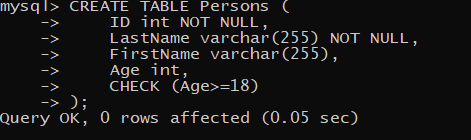 mysql> CREATE TABLE Persons (
    ->     ID int NOT NULL,
    ->     LastName varchar(255) NOT NULL,
    ->     FirstName varchar(255),
    ->     Age int,
    ->     CHECK (Age>=18)
    -> );
Query OK, 0 rows affected (0.05 sec)